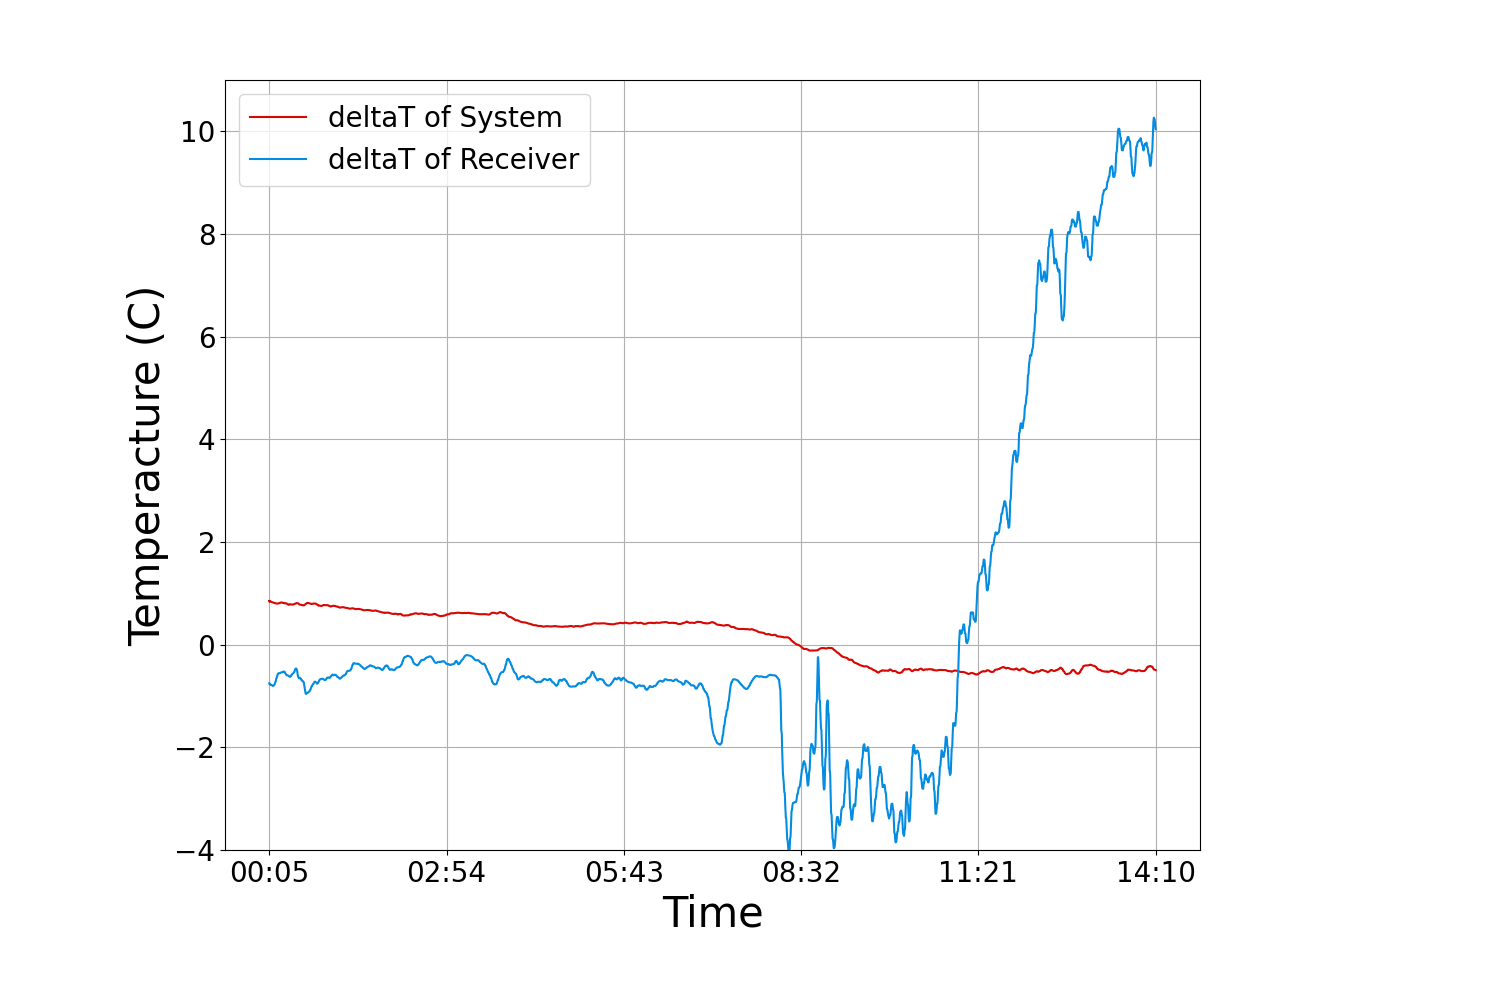 deltaT of System
deltaT of Receiver
10
8
6
4
2
0
−2
−4
Temperacture (C)
00:05 02:54 05:43 08:32 11:21 14:10
Time